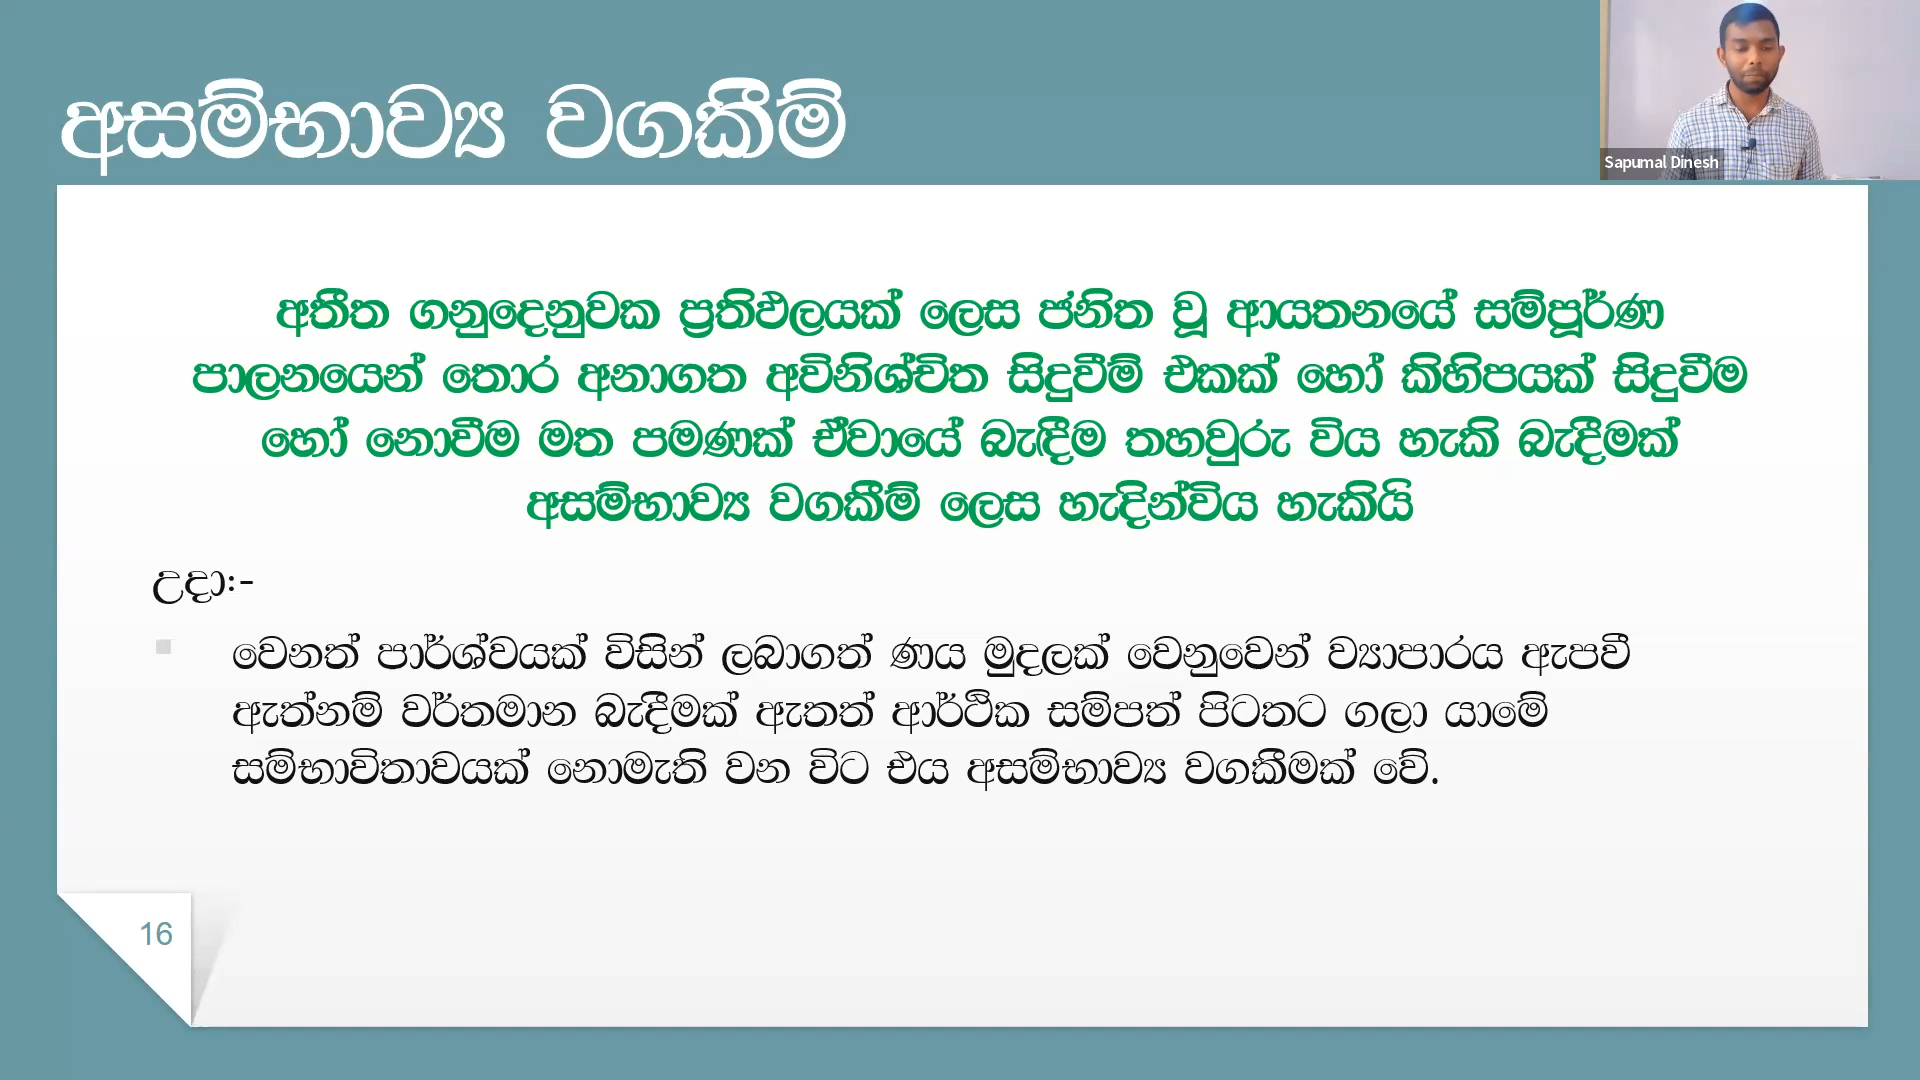 අසම්භාව්‍ය වගකීම්
Sapumal Dinesh
අතීත ගනුදෙනුවක ප්‍රතිඵලයක් ලෙස ජනිත වූ ආයතනයේ සම්පූර්ණ
පාලනයෙන් තොර අනාගත අවිනිශ්චිත සිදුවීම් එකක් හෝ කිහිපයක් සිදුවීම
හෝ නොවීම මත පමණක් ඒවායේ බැඳීම තහවුරු විය හැකි බැදීමක්
අසම්භාව්‍ය වගකීම් ලෙස හැදින්විය හැකියි
උදා:-
වෙනත් පාර්ශ්වයක් විසින් ලබාගත් ණය මුදලක් වෙනුවෙන් ව්‍යාපාරය ඇපවී
ඇත්නම් වර්තමාන බැදීමක් ඇතත් ආර්ථික සම්පත් පිටතට ගලා යාමේ
සම්භාවිතාවයක් නොමැති වන විට එය අසම්භාව්‍ය වගකීමක් වේ.
16